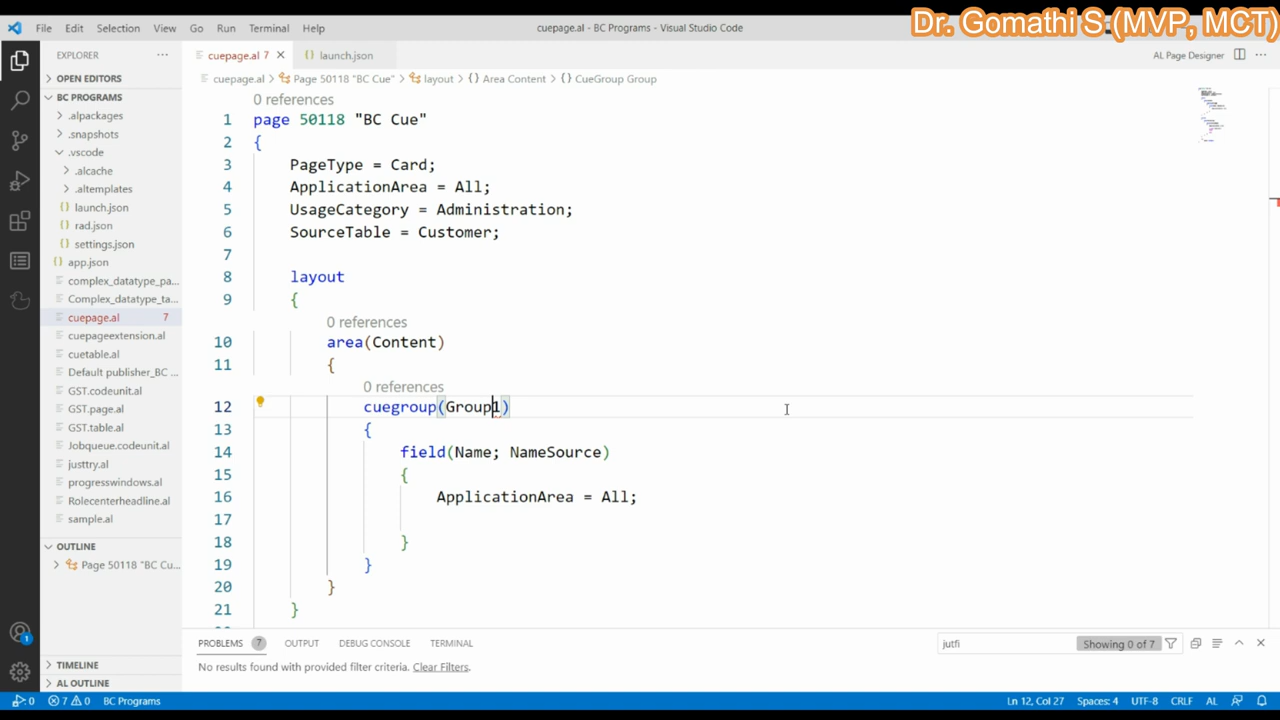 File Edit Selection View Go Run Terminal Help
cuepage.al - BC Programs - Visual Studio Code
Dr. Gomathi S (MVP, MCT)
EXPLORER
cuepage.al 7
launch.json
AL Page Designer
OPEN EDITORS
cuepage.al > Page 50118 "BC Cue" > layout > Area Content > CueGroup Group
BC PROGRAMS
.alpackages
.snapshots
.vscode
.alcache
.altemplates
launch.json
rad.json
settings.json
app.json
complex_datatype_pa...
Complex_datatype_ta...
cuepage.al 7
cuepageextension.al
cuetable.al
Default publisher_BC ...
GST.codeunit.al
GST.page.al
GST.table.al
Jobqueue.codeunit.al
justtry.al
progresswindows.al
Rolecenterheadline.al
sample.al
OUTLINE
Page 50118 "BC Cu...
TIMELINE
AL OUTLINE
0 references
1 page 50118 "BC Cue"
2 {
3 PageType = Card;
4 ApplicationArea = All;
5 UsageCategory = Administration;
6 SourceTable = Customer;
7
8 layout
9 {
0 references
10 area(Content)
11 {
0 references
12 cuegroup(Group1)
13 {
14 field(Name; NameSource)
15 {
16 ApplicationArea = All;
17
18 }
19 }
20 }
21 }
PROBLEMS 7 OUTPUT DEBUG CONSOLE TERMINAL
jutfi
Showing 0 of 7
No results found with provided filter criteria. Clear Filters.
0 7 0 BC Programs
Ln 12, Col 27 Spaces: 4 UTF-8 CRLF AL
1